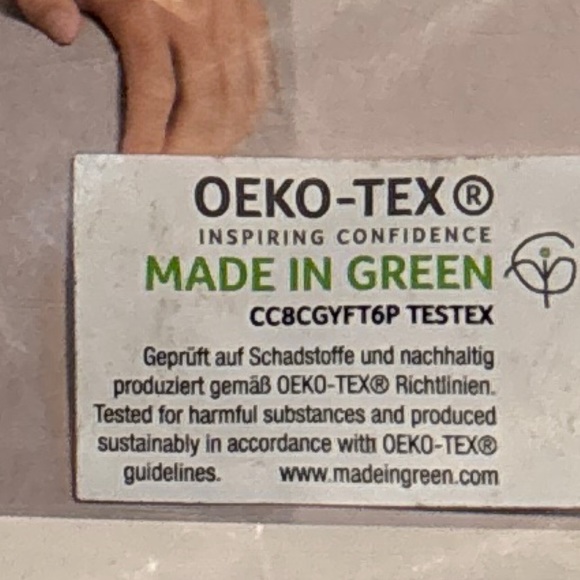 OEKO-TEX®
INSPIRING CONFIDENCE
MADE IN GREEN
CC8CGYFT6P TESTEX
Geprüft auf Schadstoffe und nachhaltig
produziert gemäß OEKO-TEX® Richtlinien.
Tested for harmful substances and produced
sustainably in accordance with OEKO-TEX®
guidelines. www.madeingreen.com